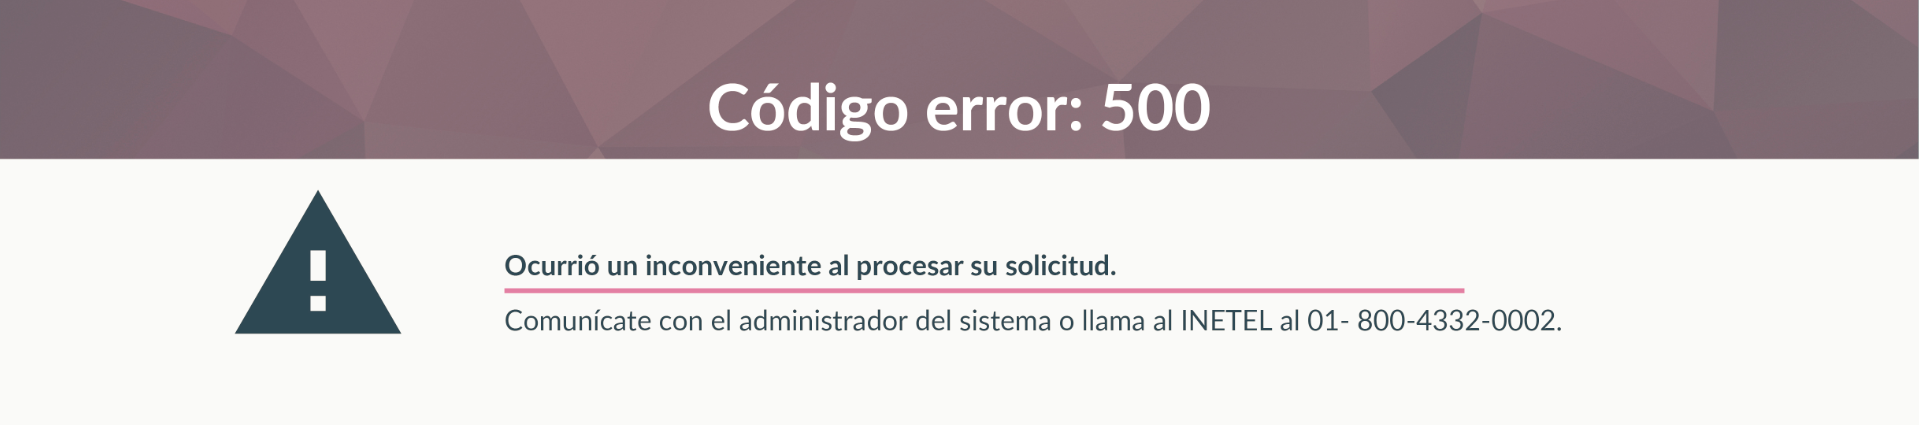 Código error: 500
Ocurrió un inconveniente al procesar su solicitud.
Comunícate con el administrador del sistema o llama al INETEL al 01- 800-4332-0002.